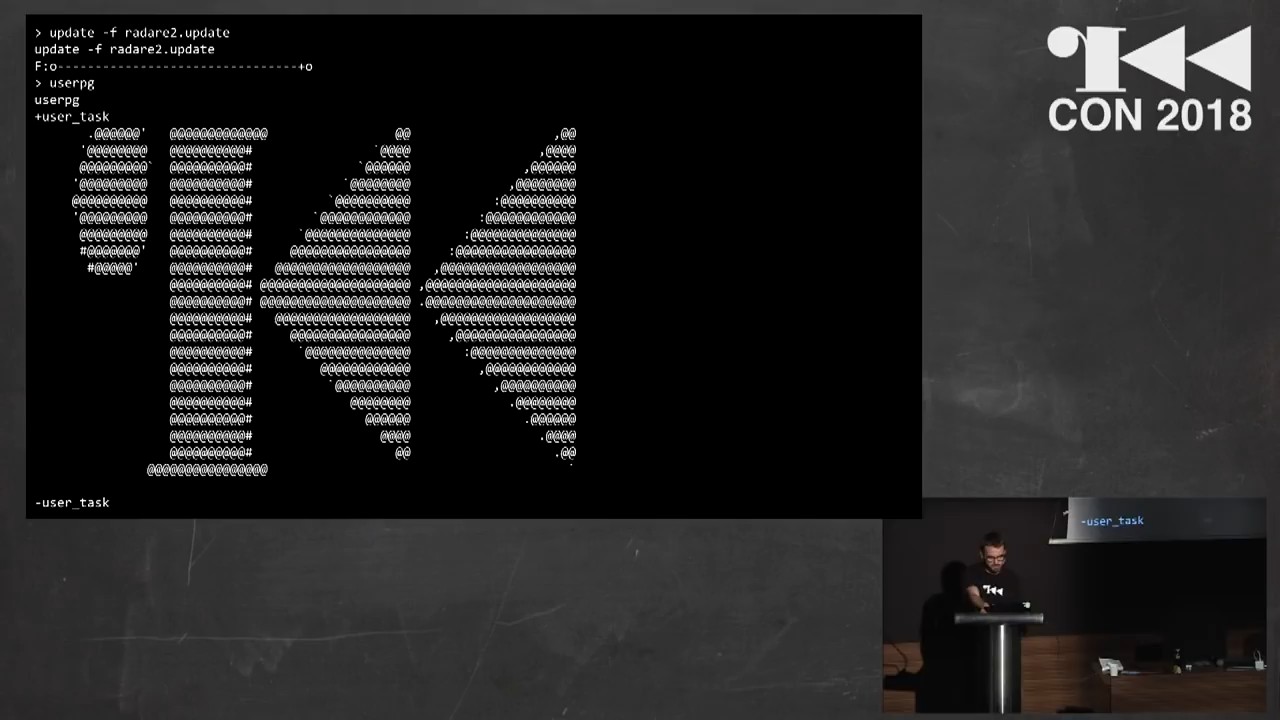 > update -f radare2.update
update -f radare2.update
F:o--------------------------------+o
> userpg
userpg
+user_task
-user_task
CON 2018
-user_task